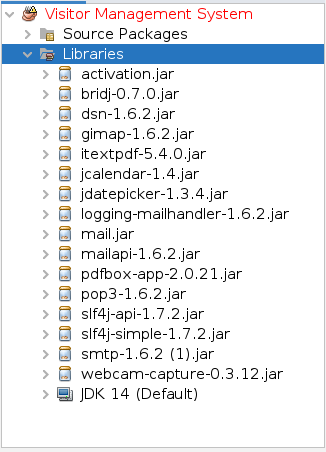 Visitor Management System
Source Packages
Libraries
activation.jar
bridj-0.7.0.jar
dsn-1.6.2.jar
gimap-1.6.2.jar
itextpdf-5.4.0.jar
jcalendar-1.4.jar
jdatepicker-1.3.4.jar
logging-mailhandler-1.6.2.jar
mail.jar
mailapi-1.6.2.jar
pdfbox-app-2.0.21.jar
pop3-1.6.2.jar
slf4j-api-1.7.2.jar
slf4j-simple-1.7.2.jar
smtp-1.6.2 (1).jar
webcam-capture-0.3.12.jar
JDK 14 (Default)